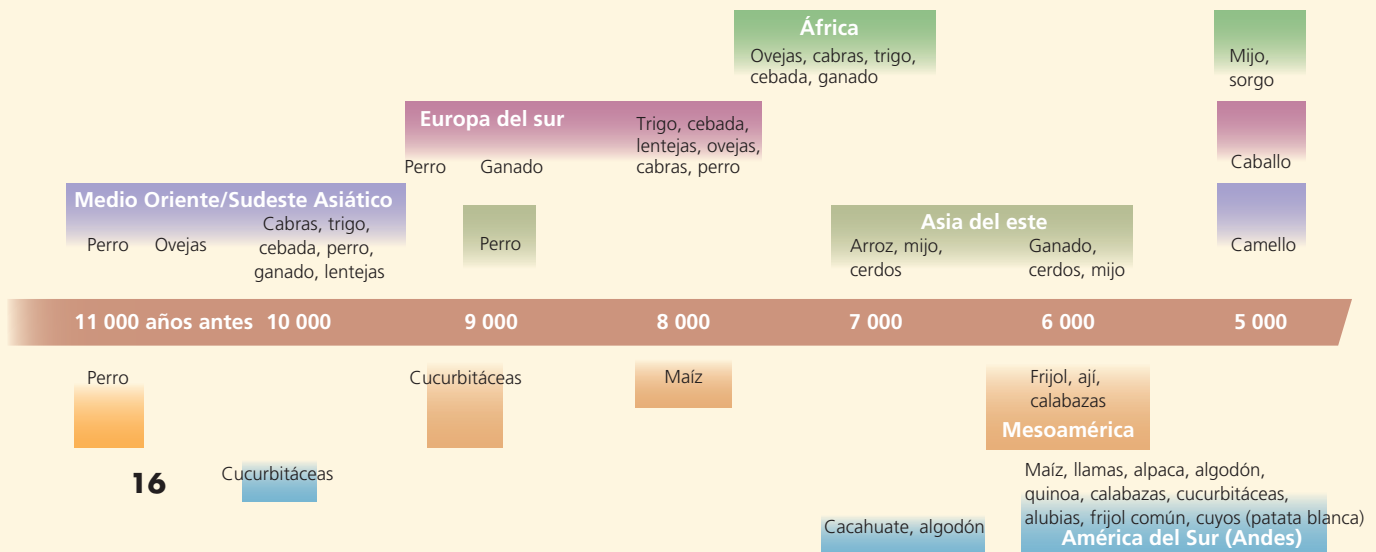 África
Ovejas, cabras, trigo,
cebada, ganado
Mijo,
sorgo
Europa del sur
Perro
Ganado
Trigo, cebada,
lentejas, ovejas,
cabras, perro
Caballo
Medio Oriente/Sudeste Asiático
Perro
Ovejas
Cabras, trigo,
cebada, perro,
ganado, lentejas
Perro
Asia del este
Arroz, mijo,
cerdos
Ganado,
cerdos, mijo
Camello
11 000 años antes 10 000 9 000 8 000 7 000 6 000 5 000
Perro
Cucurbitáceas
Maíz
Frijol, ají,
calabazas
Mesoamérica
16
Cucurbitáceas
Cacahuate, algodón
Maíz, llamas, alpaca, algodón,
quinoa, calabazas, cucurbitáceas,
alubias, frijol común, cuyos (patata blanca)
América del Sur (Andes)